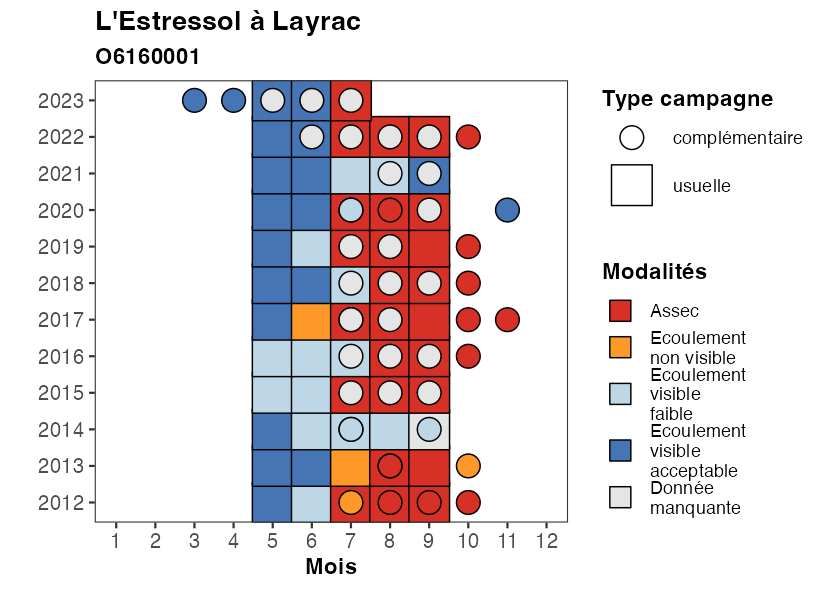 L'Estressol à Layrac
O6160001
2023
2022
2021
2020
2019
2018
2017
2016
2015
2014
2013
2012
1 2 3 4 5 6 7 8 9 10 11 12
Mois
Type campagne
complémentaire
usuelle
Modalités
Assec
Ecoulement
non visible
Ecoulement
visible
faible
Ecoulement
visible
acceptable
Donnée
manquante